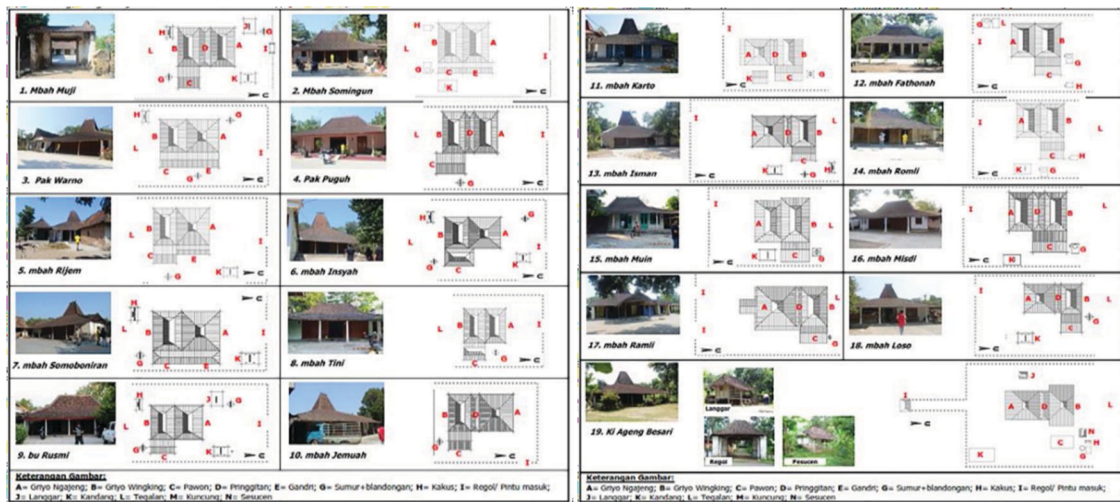 J
H
L B D A I
G
C
K
1. Mbah Muji
H
L B A I
G
C E
K
2. Mbah Somingun
H
B A I
C E
G
3. Pak Warno
B D A I
C
G
4. Pak Puguh
L B A I
C
K
G
5. mbah Rijem
H
G
L B A I
K
C
6. mbah Insyah
H
L B A I
K
C E
G
7. mbah Somoboniran
I
L B A
G
C
8. mbah Tini
H
J
G
L B A I
K
C
G
9. bu Rusmi
I
L B D A
C
G
10. mbah Jemuah
Keterangan Gambar:
A= Griyo Ngajeng; B= Griyo Wingking; C= Pawon; D= Pringgitan; E= Gandri; G= Sumur+blandongan; H= Kakus; I= Regol/ Pintu masuk;
J= Langgar; K= Kandang; L= Tegalan; M= Kuncung; N= Sesucen
I
A D B
K C
G
11. mbah Karto
G L
I
A B
C
G
H
12. mbah Fathonah
I
L
A D B
C
K H
G
13. mbah Isman
I L
A B
C H
K
G
14. mbah Romli
I
A B L
K C
G
15. mbah Muin
I
A D B L
C
G
K
16. mbah Misdi
I
L
A D B
I
C
G
17. mbah Ramli
I L
A D B
K C
H
G
18. mbah Loso
Langgar
Regol
Pesucen
I
J
A D B L
N
C H
K G
19. Ki Ageng Besari
Keterangan Gambar:
A= Griyo Ngajeng; B= Griyo Wingking; C= Pawon; D= Pringgitan; E= Gandri; G= Sumur+blandongan; H= Kakus; I= Regol/ Pintu masuk;
J= Langgar; K= Kandang; L= Tegalan; M= Kuncung; N= Sesucen